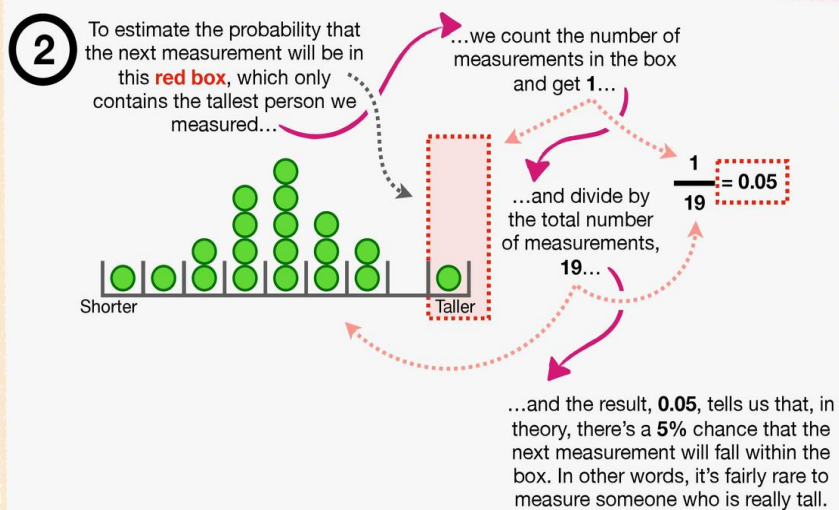 2
To estimate the probability that
the next measurement will be in
this red box, which only
contains the tallest person we
measured...
...we count the number of
measurements in the box
and get 1...
...and divide by
the total number
of measurements,
19...
1
19
= 0.05
Shorter
Taller
...and the result, 0.05, tells us that, in
theory, there's a 5% chance that the
next measurement will fall within the
box. In other words, it's fairly rare to
measure someone who is really tall.